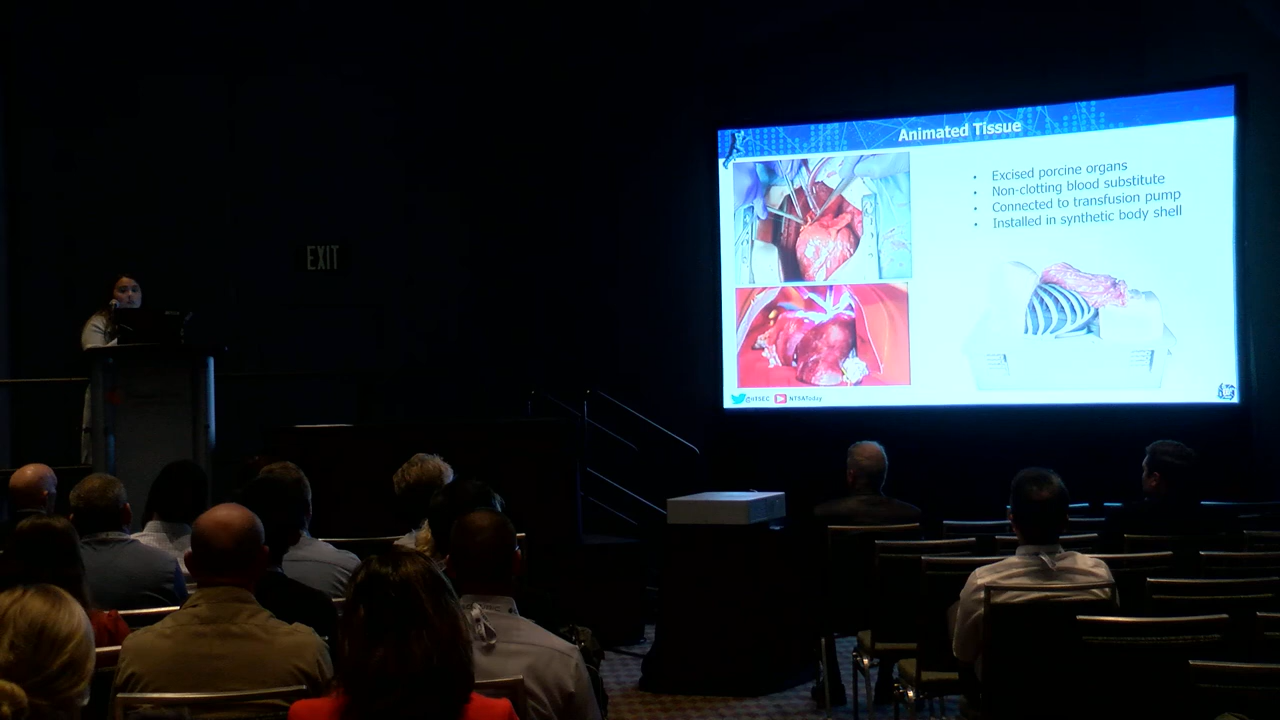 EXIT
Animated Tissue
• Excised porcine organs
• Non-clotting blood substitute
• Connected to transfusion pump
• Installed in synthetic body shell
@IITSEC NTSAToday